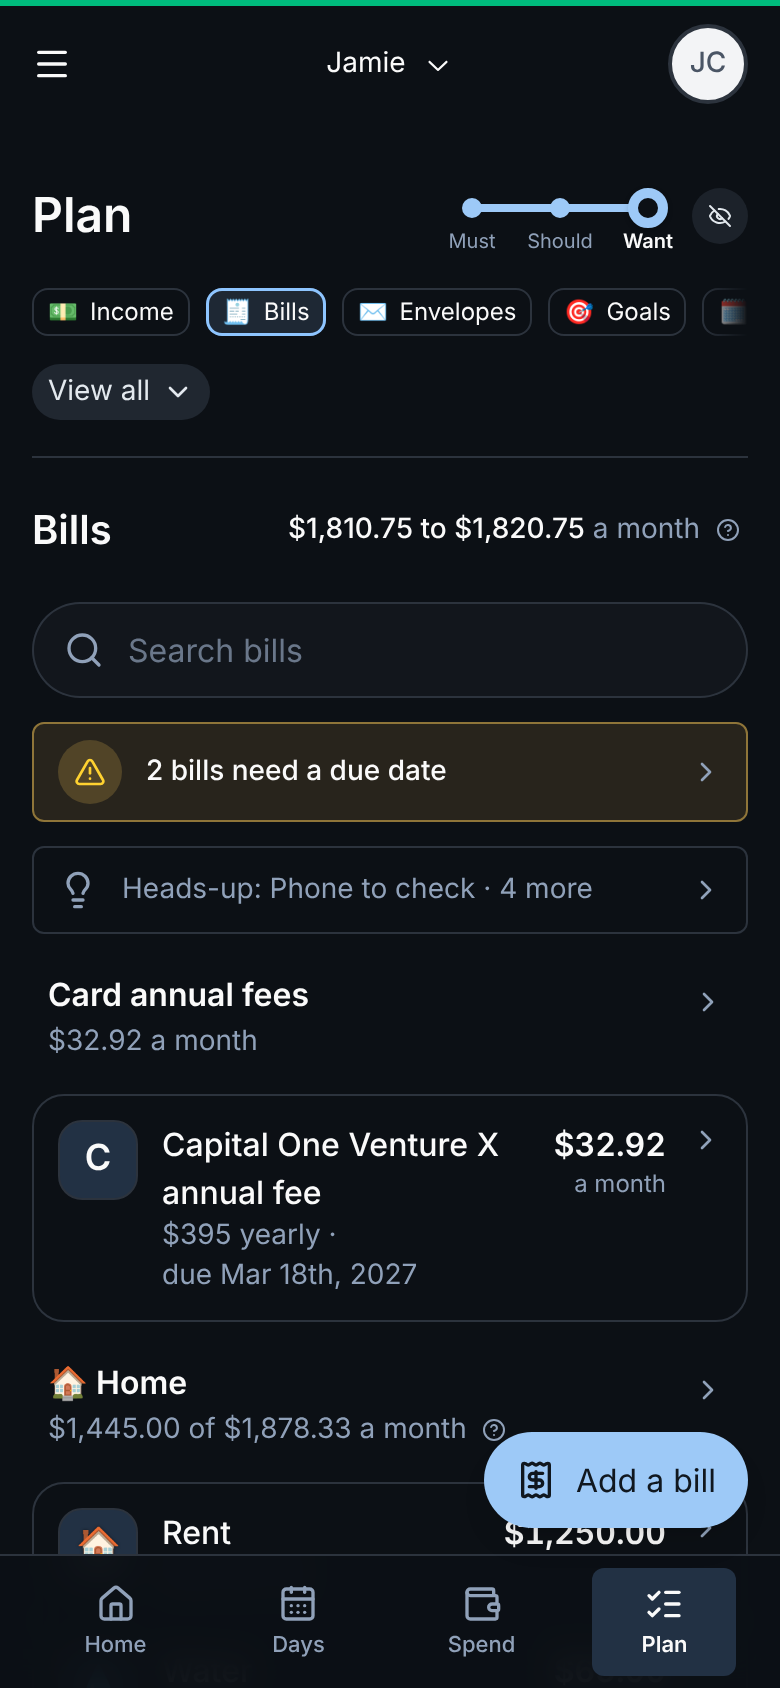 Jamie
JC
Plan
Must Should Want
Income Bills Envelopes Goals
View all
Bills
$1,810.75 to $1,820.75 a month
Search bills
2 bills need a due date
Heads-up: Phone to check · 4 more
Card annual fees
$32.92 a month
C
Capital One Venture X
annual fee
$395 yearly ·
due Mar 18th, 2027
$32.92
a month
Home
$1,445.00 of $1,878.33 a month
Add a bill
Rent
$1,250.00
Home Days Spend Plan